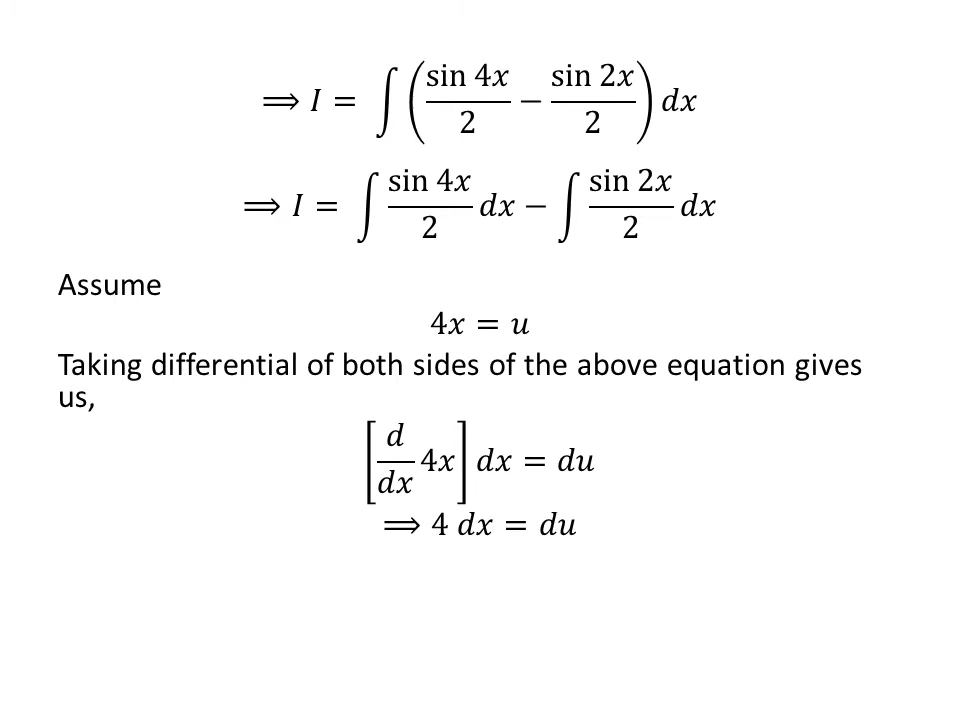 ⟹ I = ∫ (sin 4x / 2 − sin 2x / 2) dx
⟹ I = ∫ sin 4x / 2 dx − ∫ sin 2x / 2 dx
Assume
4x = u
Taking differential of both sides of the above equation gives
us,
[d/dx 4x] dx = du
⟹ 4 dx = du